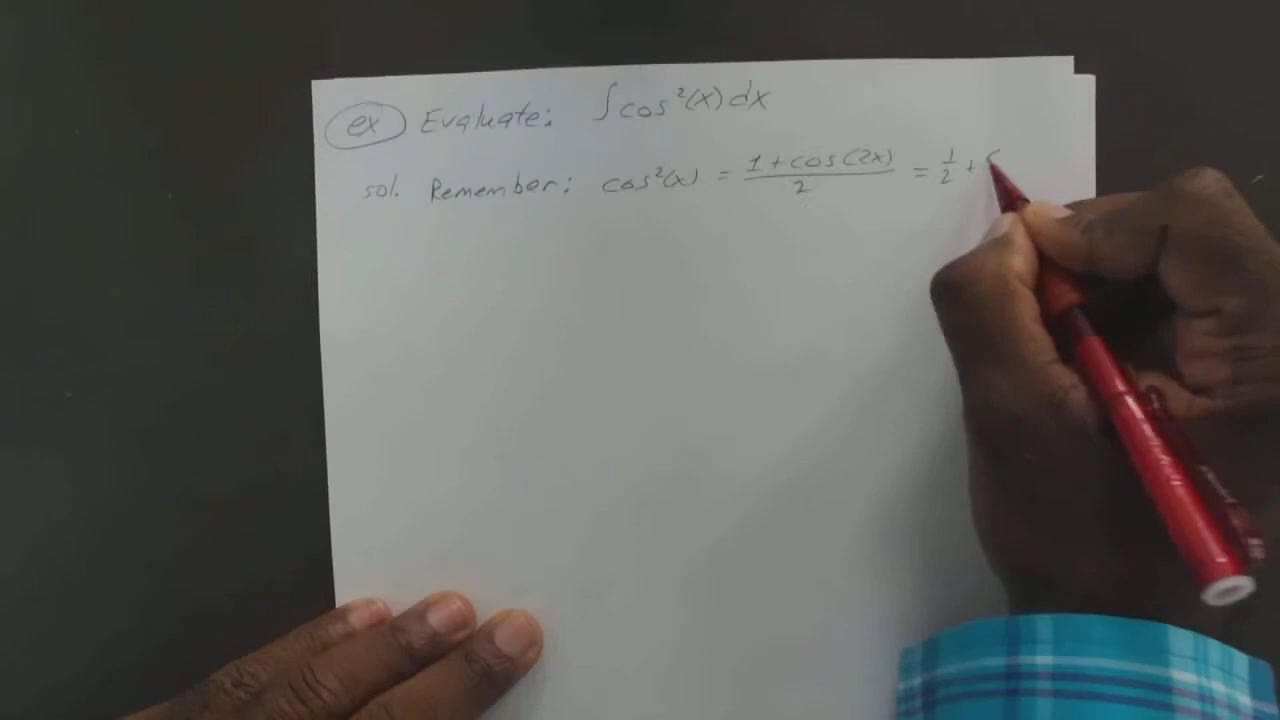 ex Evaluate: ∫cos²(x)dx
sol. Remember: cos²(x) = (1+cos(2x))/2 = 1/2 +